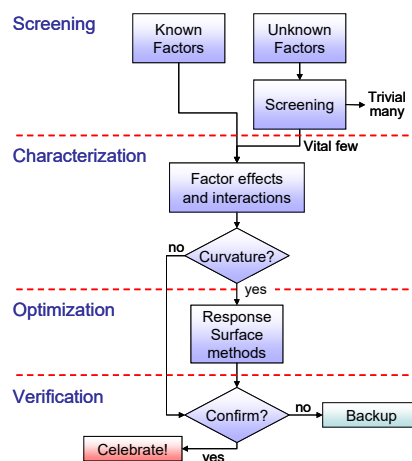 Screening
Known
Factors
Unknown
Factors
Screening
Trivial
many
Vital few
Characterization
Factor effects
and interactions
no
Curvature?
yes
Optimization
Response
Surface
methods
Verification
Confirm?
no
Backup
Celebrate!
yes